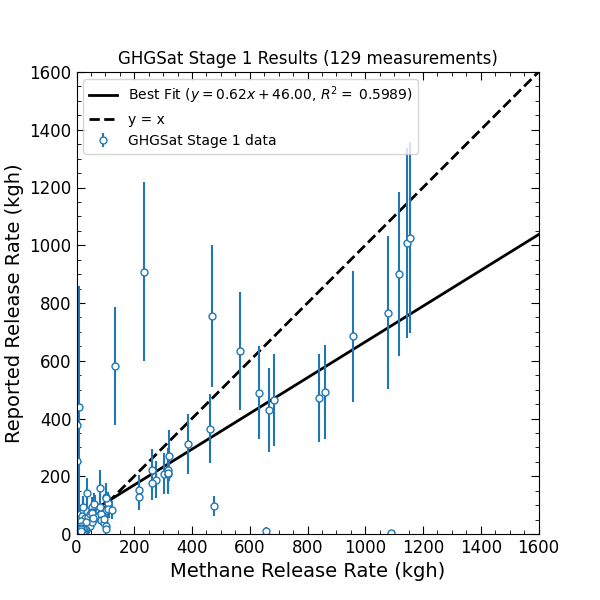 GHGSat Stage 1 Results (129 measurements)
Best Fit (y = 0.62x + 46.00, R² = 0.5989)
y = x
GHGSat Stage 1 data
Reported Release Rate (kgh)
1600
1400
1200
1000
800
600
400
200
0
0 200 400 600 800 1000 1200 1400 1600
Methane Release Rate (kgh)